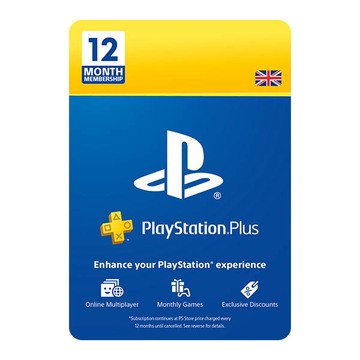 12
MONTH
MEMBERSHIP
®
PlayStation®Plus
Enhance your PlayStation® experience
Online Multiplayer
Monthly Games
Exclusive Discounts
*Subscription continues at PS Store price charged every
12 months until cancelled. See reverse for details.